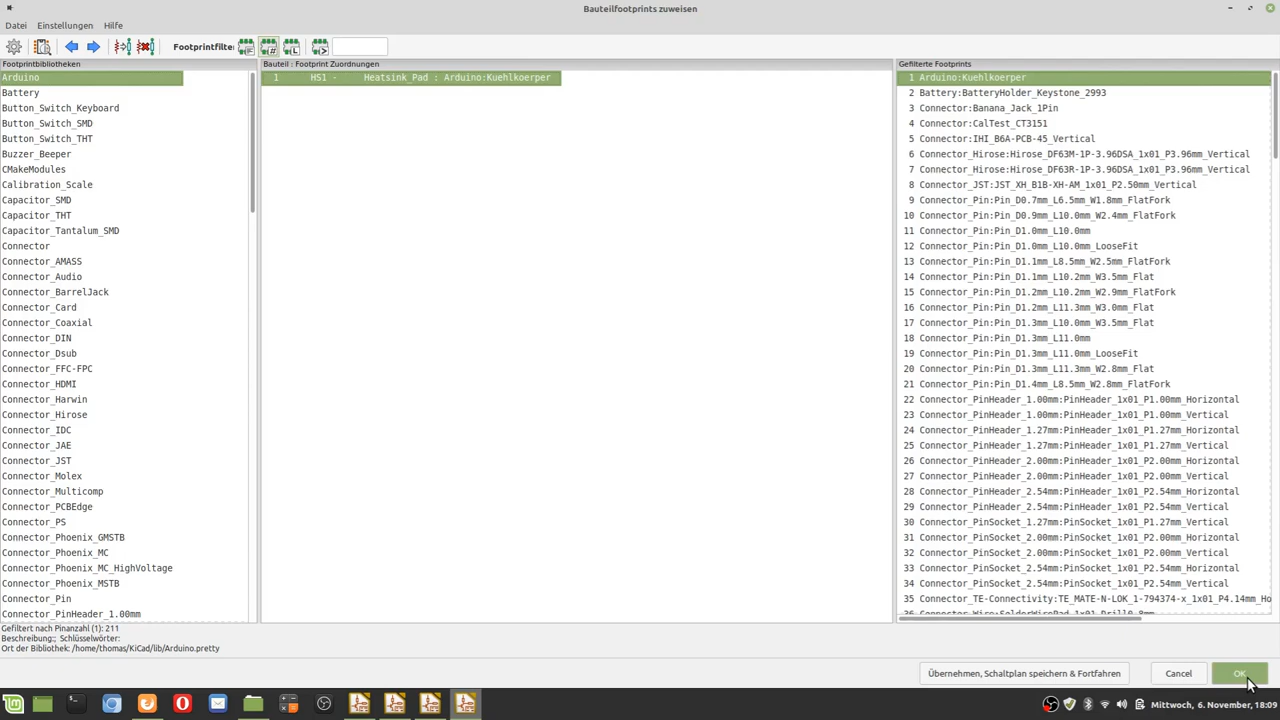 Bauteilfootprints zuweisen
Datei Einstellungen Hilfe
Footprintfilter
Footprintbibliotheken
Arduino
Battery
Button_Switch_Keyboard
Button_Switch_SMD
Button_Switch_THT
Buzzer_Beeper
CMakeModules
Calibration_Scale
Capacitor_SMD
Capacitor_THT
Capacitor_Tantalum_SMD
Connector
Connector_AMASS
Connector_Audio
Connector_BarrelJack
Connector_Card
Connector_Coaxial
Connector_DIN
Connector_Dsub
Connector_FFC-FPC
Connector_HDMI
Connector_Harwin
Connector_Hirose
Connector_IDC
Connector_JAE
Connector_JST
Connector_Molex
Connector_Multicomp
Connector_PCBEdge
Connector_PS
Connector_Phoenix_GMSTB
Connector_Phoenix_MC
Connector_Phoenix_MC_HighVoltage
Connector_Phoenix_MSTB
Connector_Pin
Connector_PinHeader_1.00mm
Bauteil : Footprint Zuordnungen
1 HS1 - Heatsink_Pad : Arduino:Kuehlkoerper
Gefilterte Footprints
1 Arduino:Kuehlkoerper
2 Battery:BatteryHolder_Keystone_2993
3 Connector:Banana_Jack_1Pin
4 Connector:CalTest_CT3151
5 Connector:IHI_B6A-PCB-45_Vertical
6 Connector_Hirose:Hirose_DF63M-1P-3.96DSA_1x01_P3.96mm_Vertical
7 Connector_Hirose:Hirose_DF63R-1P-3.96DSA_1x01_P3.96mm_Vertical
8 Connector_JST:JST_XH_B1B-XH-AM_1x01_P2.50mm_Vertical
9 Connector_Pin:Pin_D0.7mm_L6.5mm_W1.8mm_FlatFork
10 Connector_Pin:Pin_D0.9mm_L10.0mm_W2.4mm_FlatFork
11 Connector_Pin:Pin_D1.0mm_L10.0mm
12 Connector_Pin:Pin_D1.0mm_L10.0mm_LooseFit
13 Connector_Pin:Pin_D1.1mm_L8.5mm_W2.5mm_FlatFork
14 Connector_Pin:Pin_D1.1mm_L10.2mm_W3.5mm_Flat
15 Connector_Pin:Pin_D1.2mm_L10.2mm_W2.9mm_FlatFork
16 Connector_Pin:Pin_D1.2mm_L11.3mm_W3.0mm_Flat
17 Connector_Pin:Pin_D1.3mm_L10.0mm_W3.5mm_Flat
18 Connector_Pin:Pin_D1.3mm_L11.0mm
19 Connector_Pin:Pin_D1.3mm_L11.0mm_LooseFit
20 Connector_Pin:Pin_D1.3mm_L11.3mm_W2.8mm_Flat
21 Connector_Pin:Pin_D1.4mm_L8.5mm_W2.8mm_FlatFork
22 Connector_PinHeader_1.00mm:PinHeader_1x01_P1.00mm_Horizontal
23 Connector_PinHeader_1.00mm:PinHeader_1x01_P1.00mm_Vertical
24 Connector_PinHeader_1.27mm:PinHeader_1x01_P1.27mm_Horizontal
25 Connector_PinHeader_1.27mm:PinHeader_1x01_P1.27mm_Vertical
26 Connector_PinHeader_2.00mm:PinHeader_1x01_P2.00mm_Horizontal
27 Connector_PinHeader_2.00mm:PinHeader_1x01_P2.00mm_Vertical
28 Connector_PinHeader_2.54mm:PinHeader_1x01_P2.54mm_Horizontal
29 Connector_PinHeader_2.54mm:PinHeader_1x01_P2.54mm_Vertical
30 Connector_PinSocket_1.27mm:PinSocket_1x01_P1.27mm_Vertical
31 Connector_PinSocket_2.00mm:PinSocket_1x01_P2.00mm_Horizontal
32 Connector_PinSocket_2.00mm:PinSocket_1x01_P2.00mm_Vertical
33 Connector_PinSocket_2.54mm:PinSocket_1x01_P2.54mm_Horizontal
34 Connector_PinSocket_2.54mm:PinSocket_1x01_P2.54mm_Vertical
35 Connector_TE-Connectivity:TE_MATE-N-LOK_1-794374-x_1x01_P4.14mm_Ho
36 Connector_Wire:SolderWirePad_1x01_Drill0.8mm
Gefiltert nach Pinanzahl (1): 211
Beschreibung:; Schlüsselwörter:
Ort der Bibliothek: /home/thomas/KiCad/lib/Arduino.pretty
Übernehmen, Schaltplan speichern & Fortfahren Cancel OK
Mittwoch, 6. November, 18:09